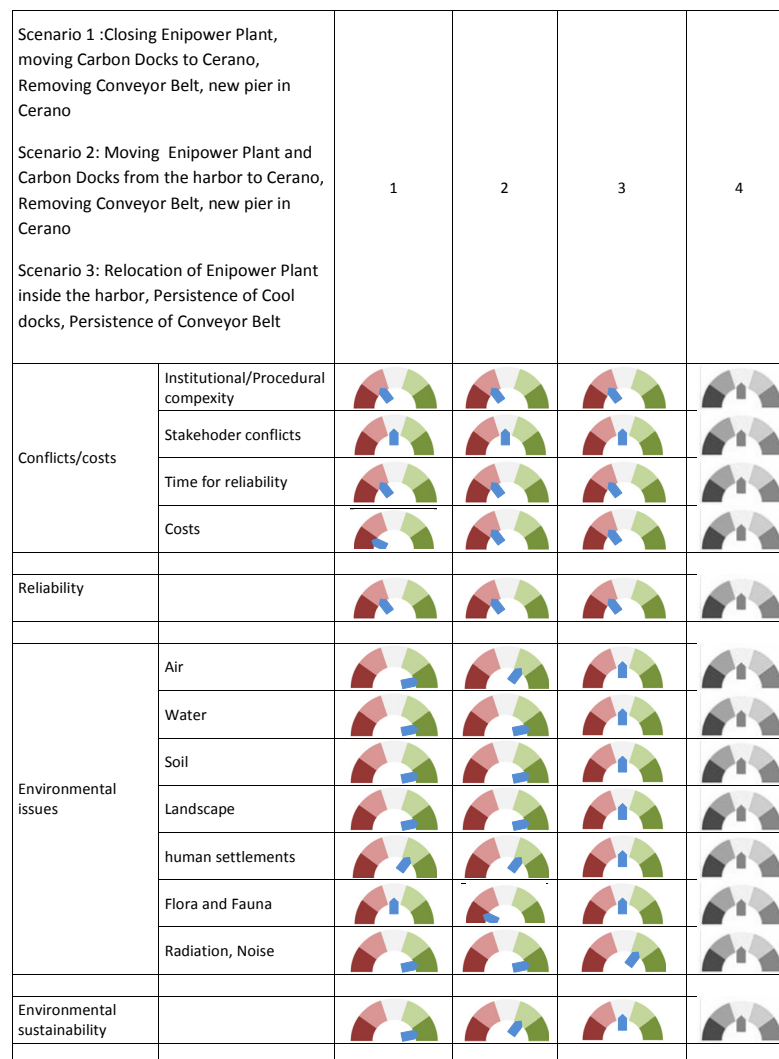 Scenario 1 :Closing Enipower Plant,
moving Carbon Docks to Cerano,
Removing Conveyor Belt, new pier in
Cerano
Scenario 2: Moving  Enipower Plant and
Carbon Docks from the harbor to Cerano,
Removing Conveyor Belt, new pier in
Cerano
Scenario 3: Relocation of Enipower Plant
inside the harbor, Persistence of Cool
docks, Persistence of Conveyor Belt
1
2
3
4
Conflicts/costs
Institutional/Procedural
compexity
Stakehoder conflicts
Time for reliability
Costs
Reliability
Environmental
issues
Air
Water
Soil
Landscape
human settlements
Flora and Fauna
Radiation, Noise
Environmental
sustainability